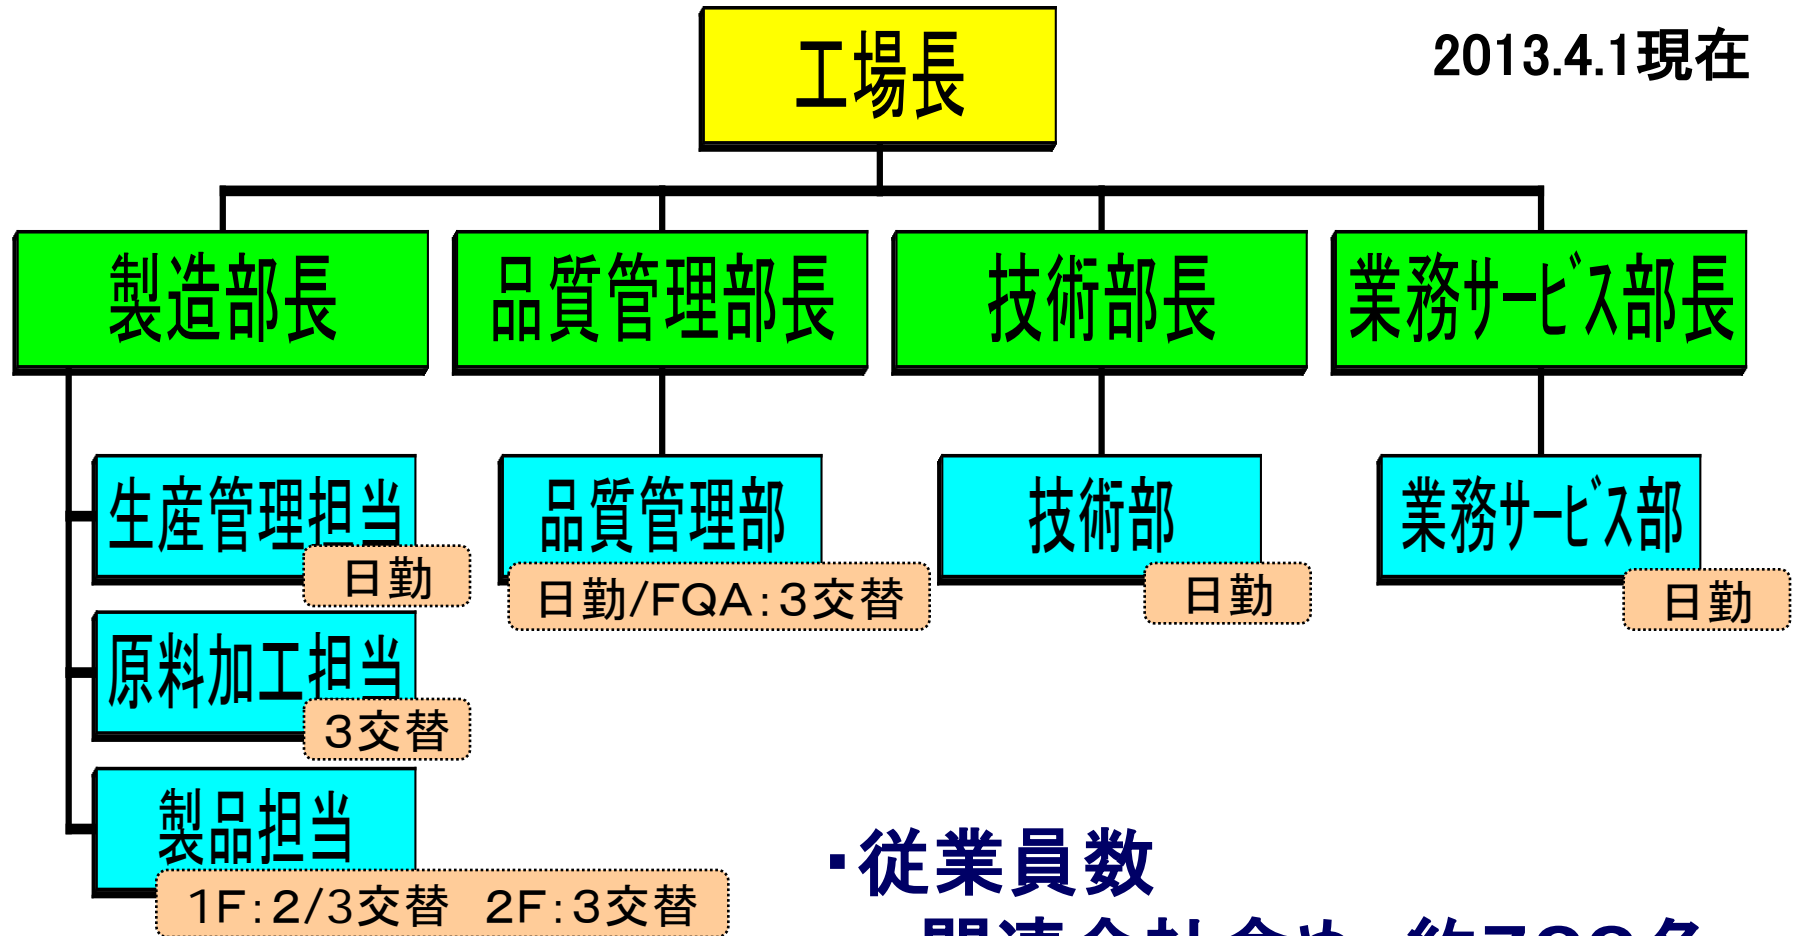 工場長
2013.4.1現在
製造部長
品質管理部長
技術部長
業務サービス部長
生産管理担当
日勤
原料加工担当
3交替
製品担当
1F:2/3交替　2F:3交替
品質管理部
日勤/FQA:3交替
技術部
日勤
業務サービス部
日勤
・従業員数